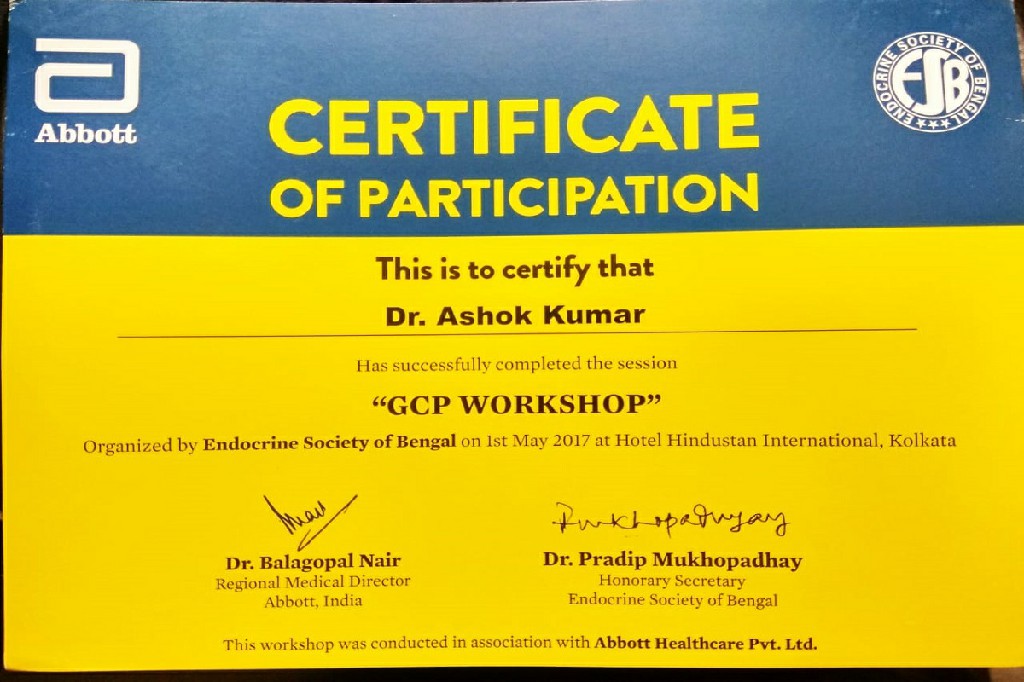 Abbott
ENDOCRINE SOCIETY OF BENGAL
ESB
CERTIFICATE
OF PARTICIPATION
This is to certify that
Dr. Ashok Kumar
Has successfully completed the session
“GCP WORKSHOP”
Organized by Endocrine Society of Bengal on 1st May 2017 at Hotel Hindustan International, Kolkata
Dr. Balagopal Nair
Regional Medical Director
Abbott, India
Pmukhopadhyay
Dr. Pradip Mukhopadhay
Honorary Secretary
Endocrine Society of Bengal
This workshop was conducted in association with Abbott Healthcare Pvt. Ltd.